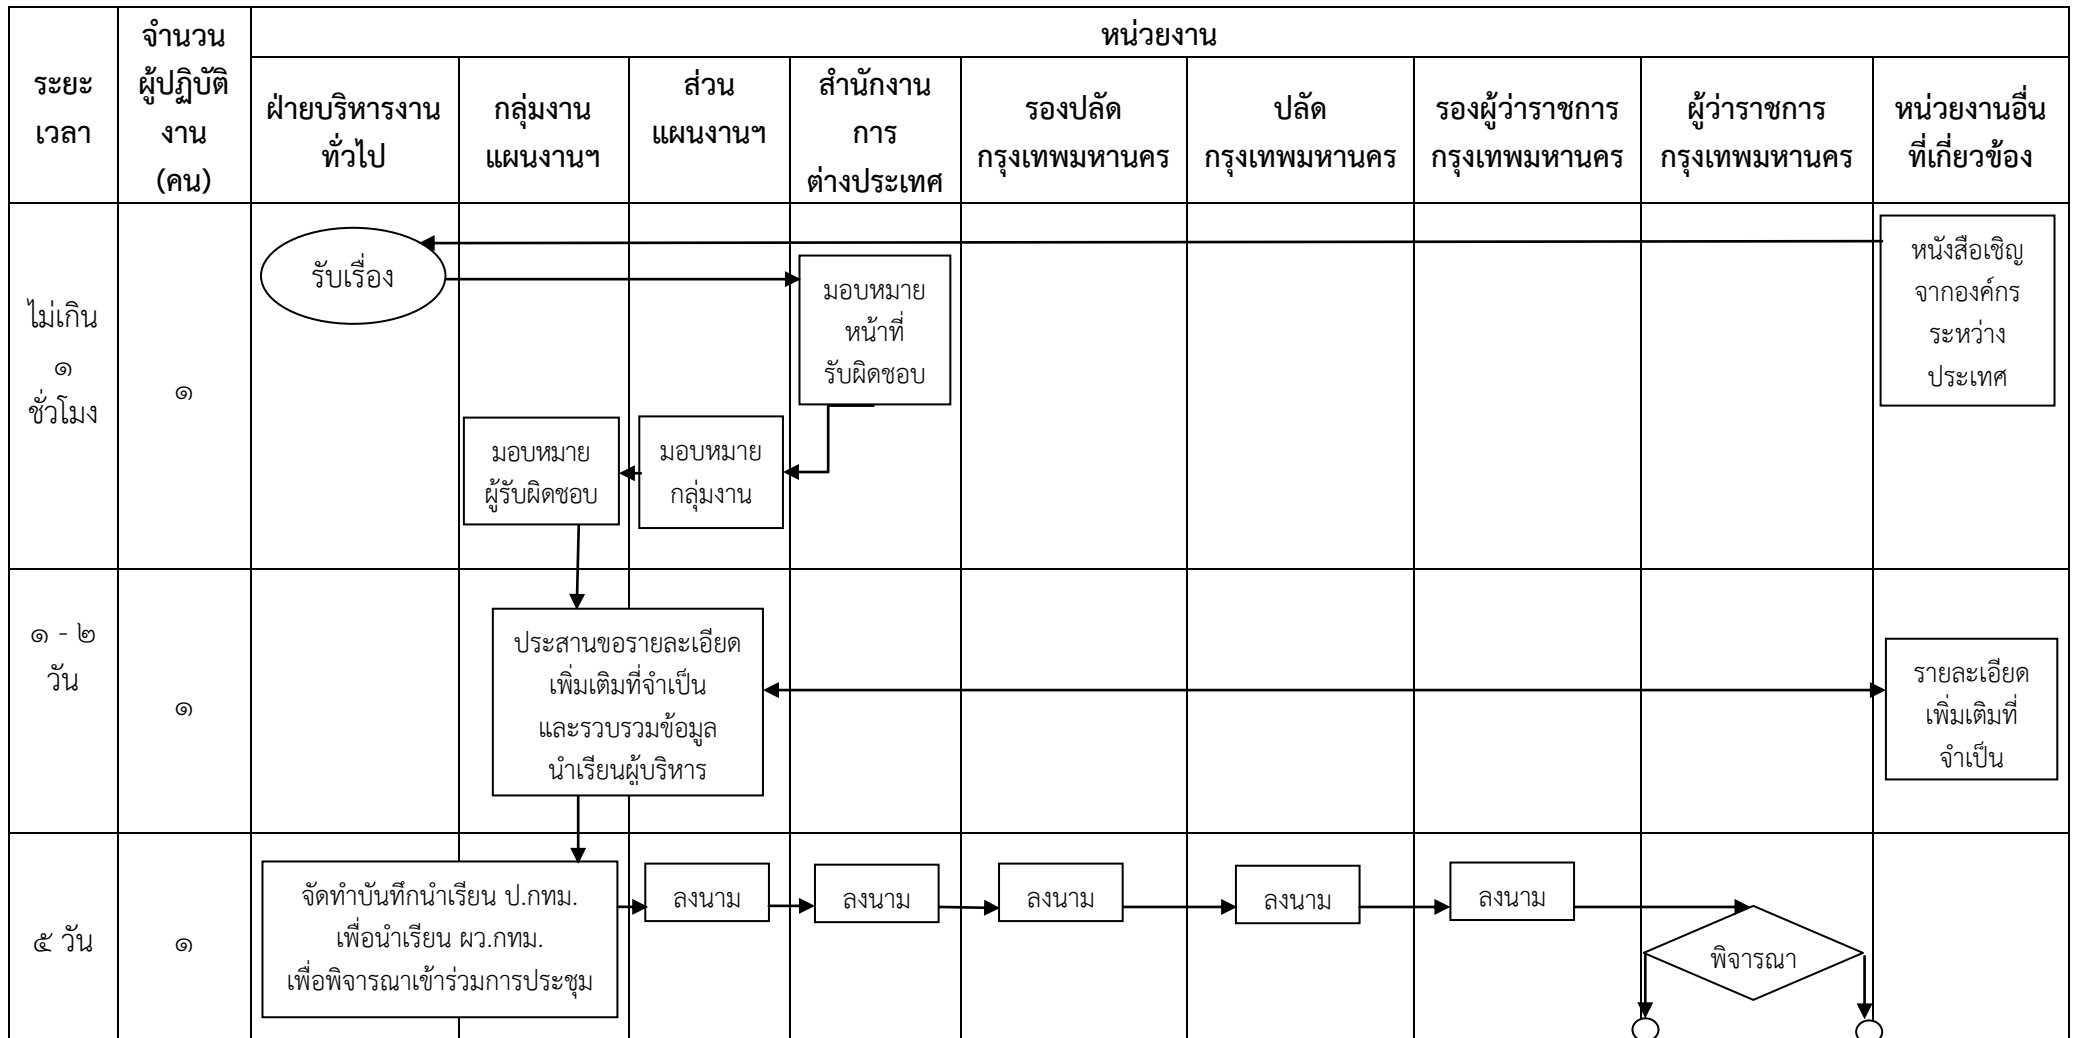 ระยะ
เวลา
จำนวน
ผู้ปฏิบัติ
งาน
(คน)
หน่วยงาน
ฝ่ายบริหารงาน
ทั่วไป
กลุ่มงาน
แผนงานฯ
ส่วน
แผนงานฯ
สำนักงาน
การ
ต่างประเทศ
รองปลัด
กรุงเทพมหานคร
ปลัด
กรุงเทพมหานคร
รองผู้ว่าราชการ
กรุงเทพมหานคร
ผู้ว่าราชการ
กรุงเทพมหานคร
หน่วยงานอื่น
ที่เกี่ยวข้อง
ไม่เกิน
๑
ชั่วโมง
๑
รับเรื่อง
มอบหมาย
หน้าที่
รับผิดชอบ
หนังสือเชิญ
จากองค์กร
ระหว่าง
ประเทศ
มอบหมาย
ผู้รับผิดชอบ
มอบหมาย
กลุ่มงาน
๑ - ๒
วัน
๑
ประสานขอรายละเอียด
เพิ่มเติมที่จำเป็น
และรวบรวมข้อมูล
นำเรียนผู้บริหาร
รายละเอียด
เพิ่มเติมที่
จำเป็น
๕ วัน
๑
จัดทำบันทึกนำเรียน ป.กทม.
เพื่อนำเรียน ผว.กทม.
เพื่อพิจารณาเข้าร่วมการประชุม
ลงนาม
ลงนาม
ลงนาม
ลงนาม
ลงนาม
พิจารณา